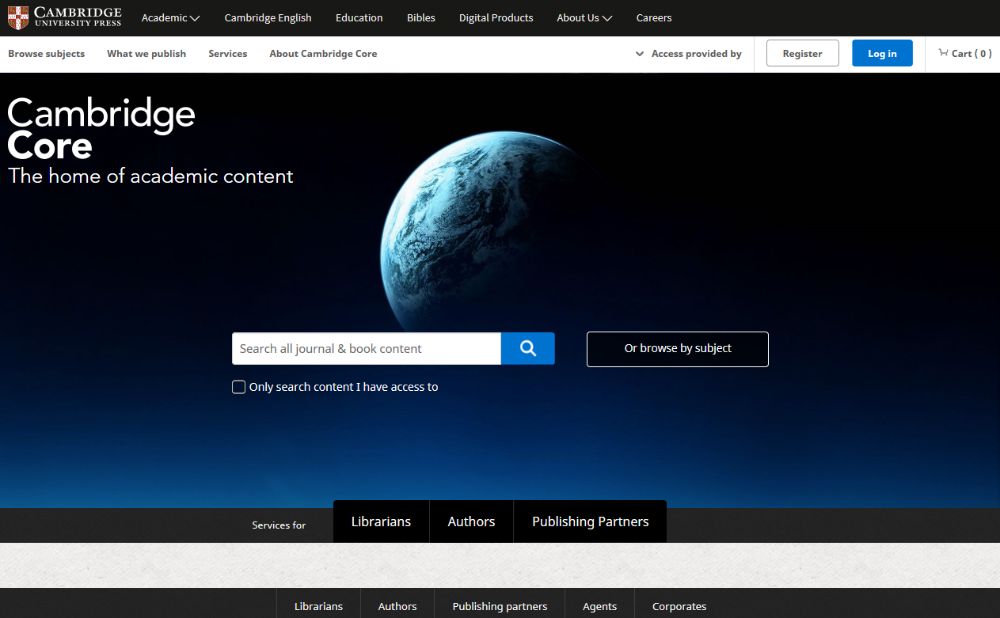 CAMBRIDGE
UNIVERSITY PRESS
Academic Cambridge English Education Bibles Digital Products About Us Careers
Browse subjects What we publish Services About Cambridge Core Access provided by Register Log in Cart ( 0 )
Cambridge
Core
The home of academic content
Search all journal & book content Or browse by subject
Only search content I have access to
Services for Librarians Authors Publishing Partners
Librarians Authors Publishing partners Agents Corporates